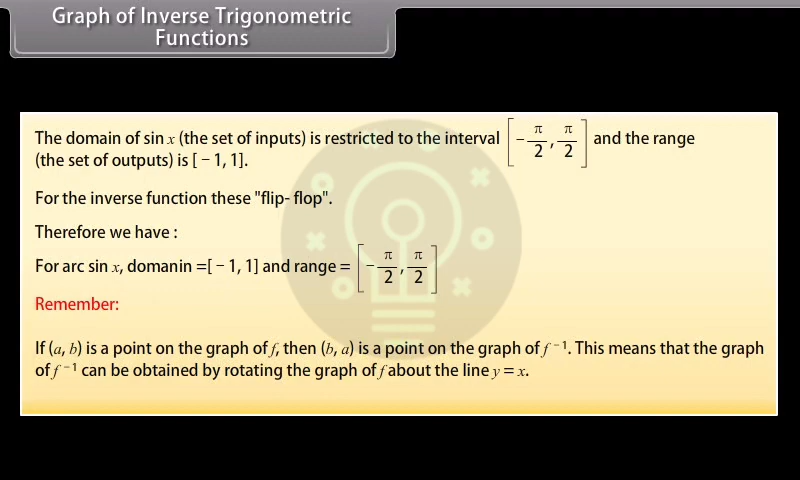 Graph of Inverse Trigonometric
Functions
The domain of sin x (the set of inputs) is restricted to the interval [ − π/2 , π/2 ] and the range
(the set of outputs) is [ − 1, 1].
For the inverse function these "flip- flop".
Therefore we have :
For arc sin x, domanin =[ − 1, 1] and range = [ − π/2 , π/2 ]
Remember:
If (a, b) is a point on the graph of f, then (b, a) is a point on the graph of f ⁻¹. This means that the graph
of f ⁻¹ can be obtained by rotating the graph of f about the line y = x.